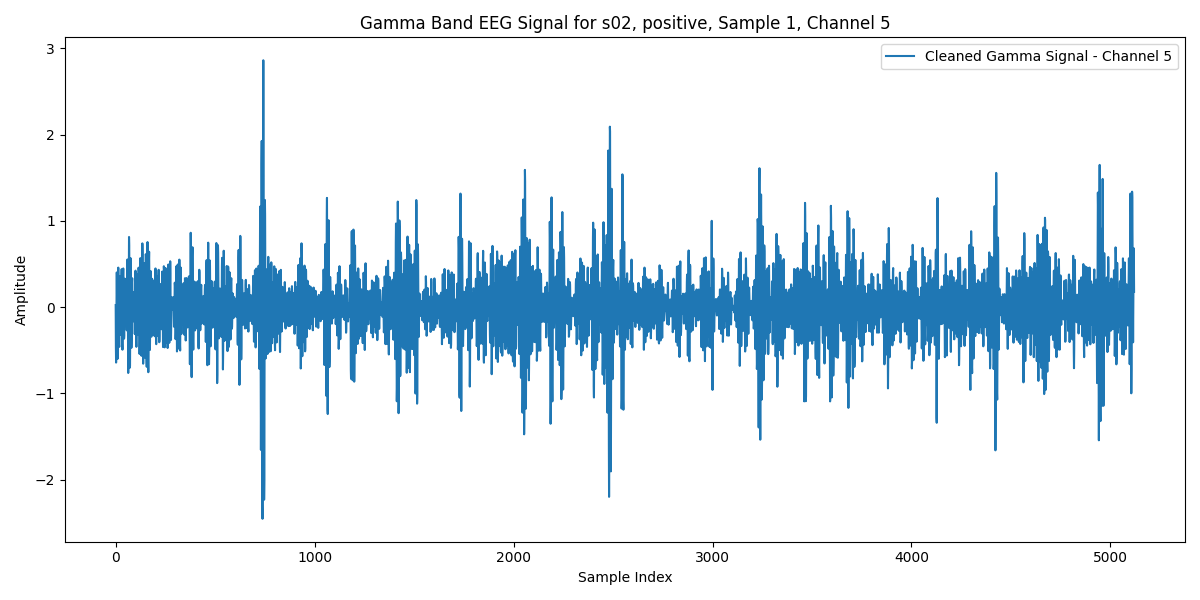 Gamma Band EEG Signal for s02, positive, Sample 1, Channel 5
Cleaned Gamma Signal - Channel 5
3
2
1
0
−1
−2
Amplitude
0 1000 2000 3000 4000 5000
Sample Index